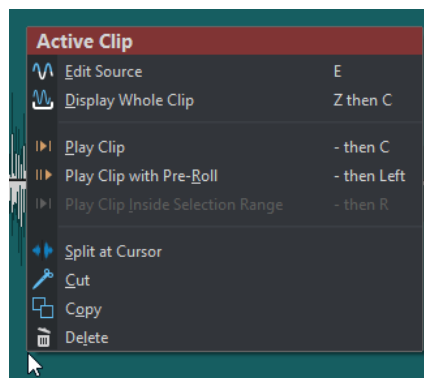 Active Clip
Edit Source E
Display Whole Clip Z then C
Play Clip - then C
Play Clip with Pre-Roll - then Left
Play Clip Inside Selection Range - then R
Split at Cursor
Cut
Copy
Delete